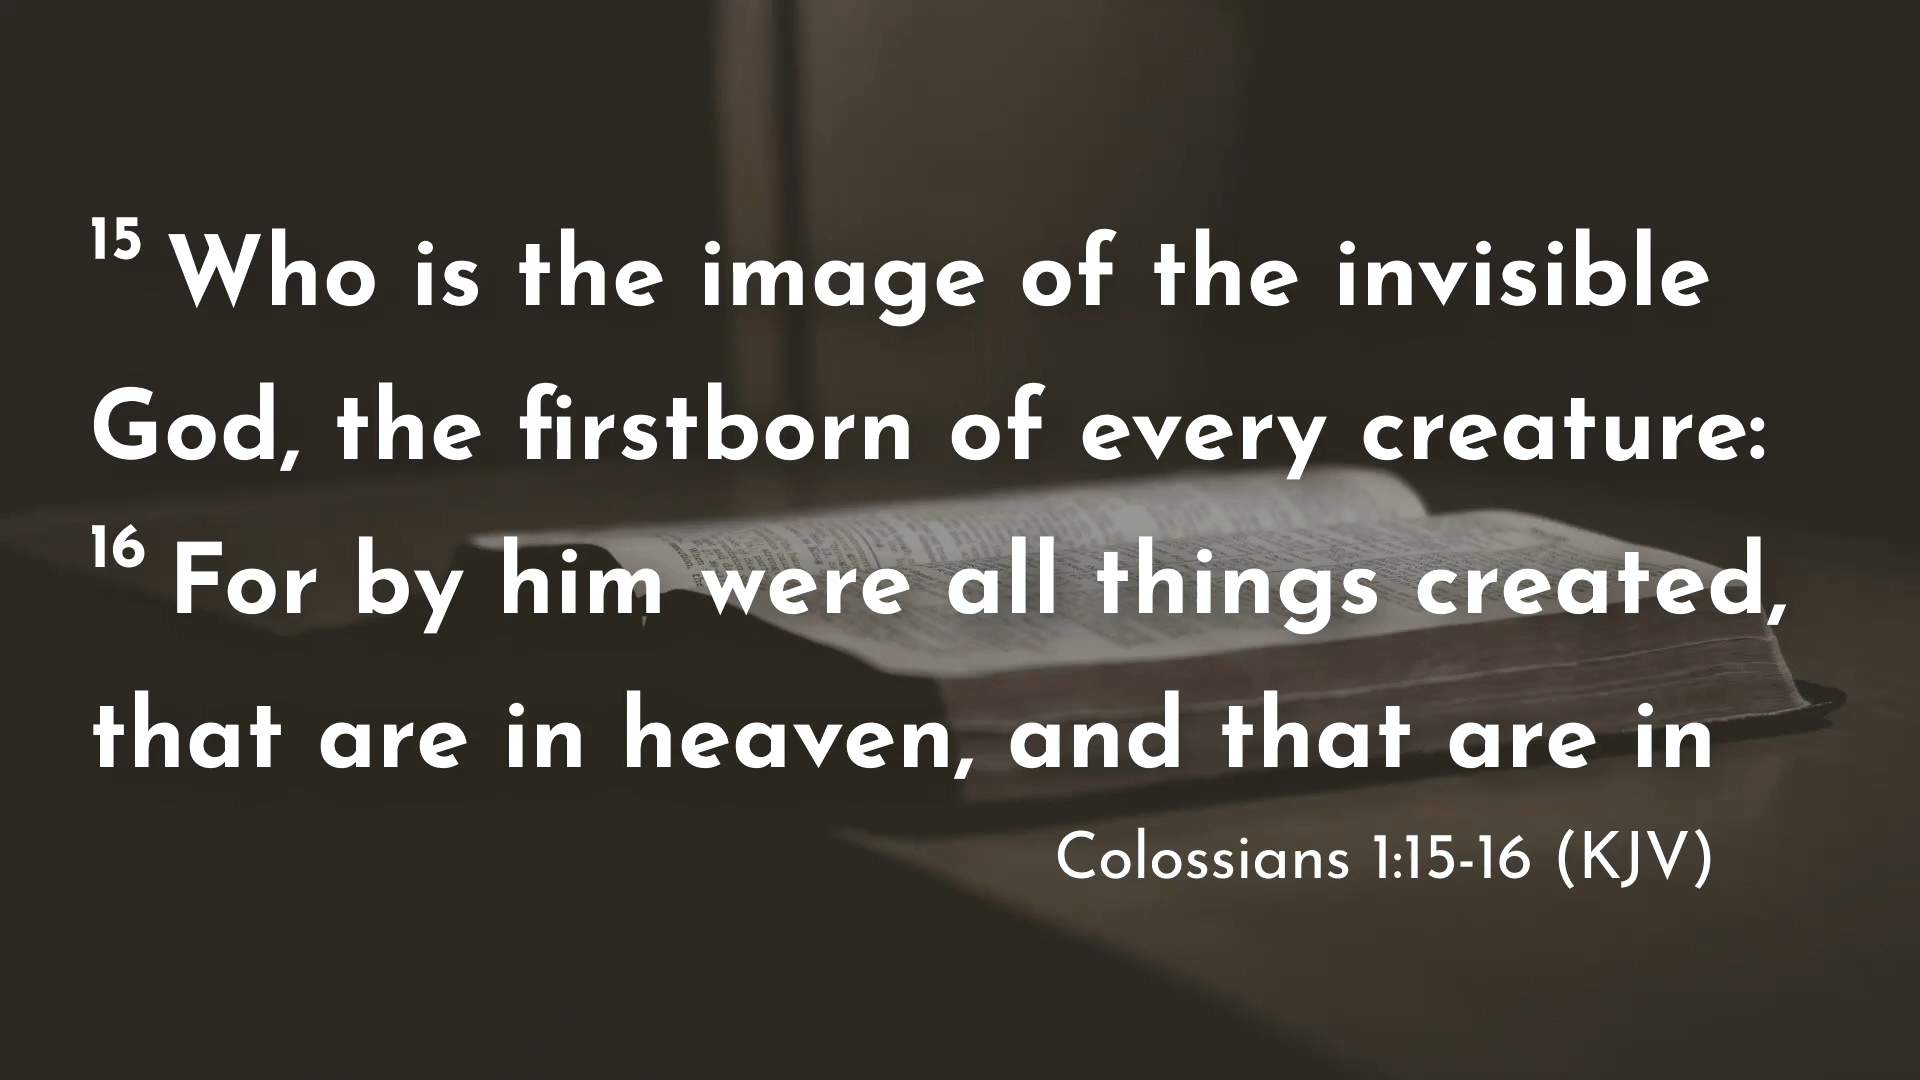 15 Who is the image of the invisible
God, the firstborn of every creature:
16 For by him were all things created,
that are in heaven, and that are in
Colossians 1:15-16 (KJV)